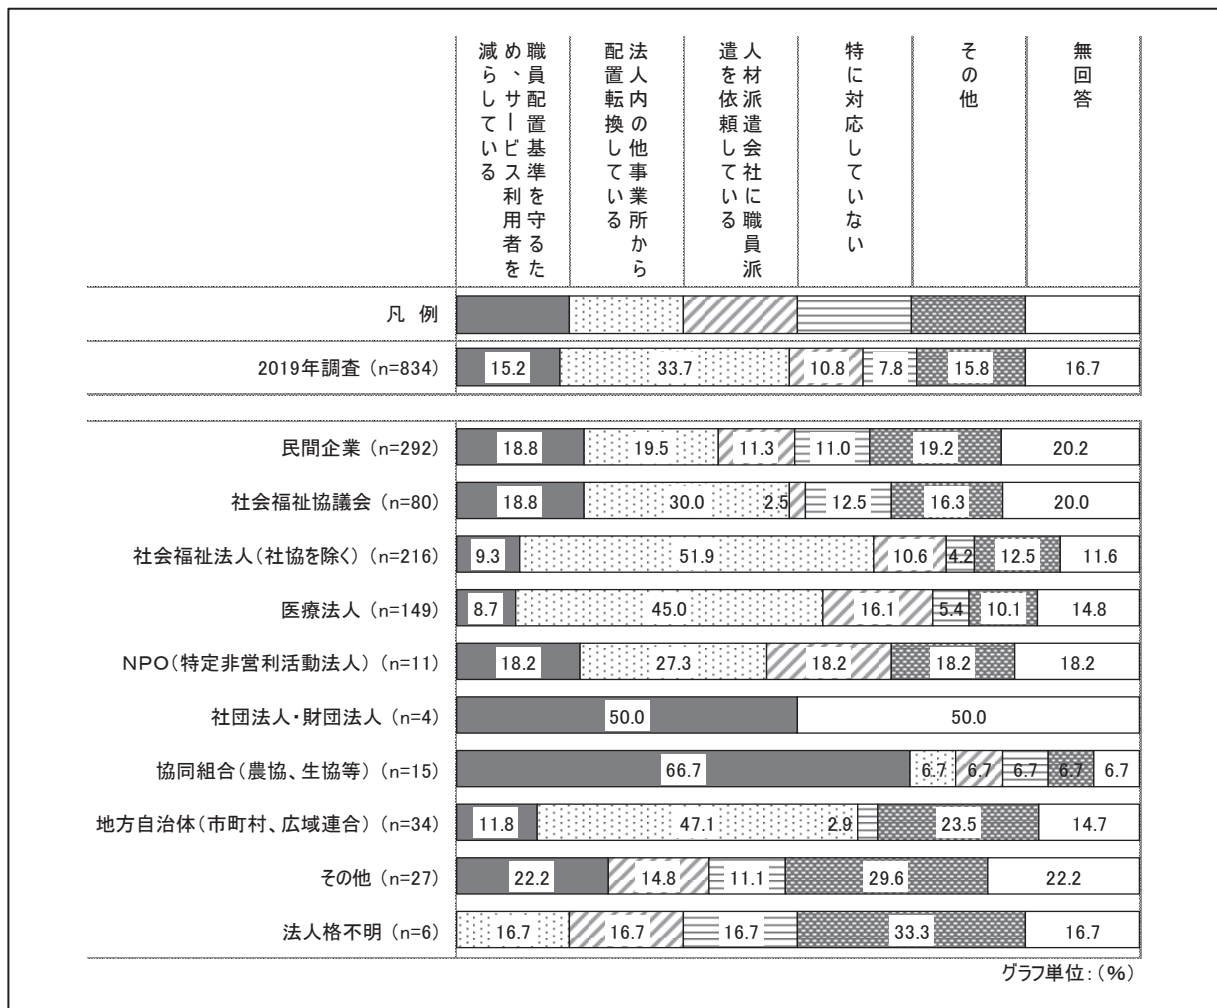 職員配置基準を守るた
め、サービス利用者を
減らしている
法人内の他事業所から
配置転換している
人材派遣会社に職員派
遣を依頼している
特に対応していない
その他
無回答
凡 例
2019年調査 (n=834) 15.2 33.7 10.8 7.8 15.8 16.7
民間企業 (n=292) 18.8 19.5 11.3 11.0 19.2 20.2
社会福祉協議会 (n=80) 18.8 30.0 2.5 12.5 16.3 20.0
社会福祉法人(社協を除く) (n=216) 9.3 51.9 10.6 4.2 12.5 11.6
医療法人 (n=149) 8.7 45.0 16.1 5.4 10.1 14.8
NPO(特定非営利活動法人) (n=11) 18.2 27.3 18.2 18.2 18.2
社団法人・財団法人 (n=4) 50.0 50.0
協同組合(農協、生協等) (n=15) 66.7 6.7 6.7 6.7 6.7 6.7
地方自治体(市町村、広域連合) (n=34) 11.8 47.1 2.9 23.5 14.7
その他 (n=27) 22.2 14.8 11.1 29.6 22.2
法人格不明 (n=6) 16.7 16.7 16.7 33.3 16.7
グラフ単位:(%)